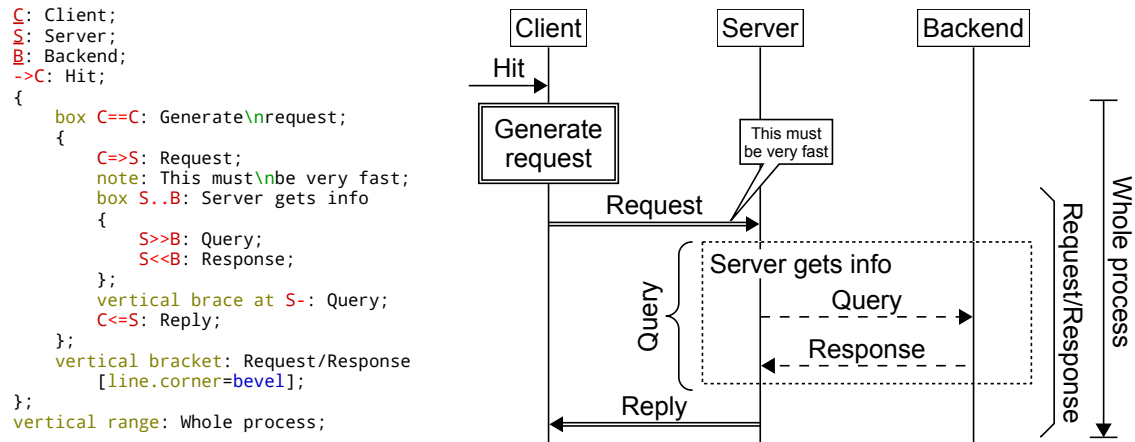 C: Client;
S: Server;
B: Backend;
->C: Hit;
{
    box C==C: Generate\nrequest;
    {
        C=>S: Request;
        note: This must\nbe very fast;
        box S..B: Server gets info
        {
            S>>B: Query;
            S<<B: Response;
        };
        vertical brace at S-: Query;
        C<=S: Reply;
    };
    vertical bracket: Request/Response
        [line.corner=bevel];
};
vertical range: Whole process;
Client
Server
Backend
Hit
Generate
request
This must
be very fast
Request
Server gets info
Query
Query
Response
Reply
Request/Response
Whole process